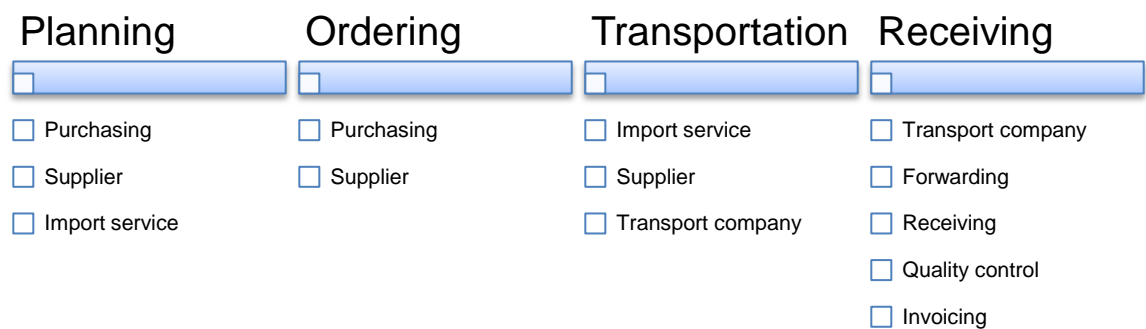 Planning
Purchasing
Supplier
Import service
Ordering
Purchasing
Supplier
Transportation
Import service
Supplier
Transport company
Receiving
Transport company
Forwarding
Receiving
Quality control
Invoicing